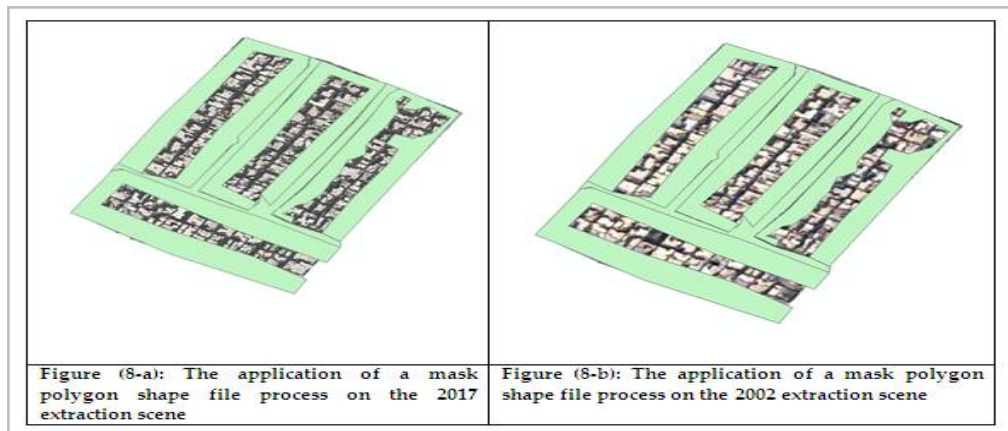 Figure (8-a): The application of a mask
polygon shape file process on the 2017
extraction scene
Figure (8-b): The application of a mask polygon
shape file process on the 2002 extraction scene